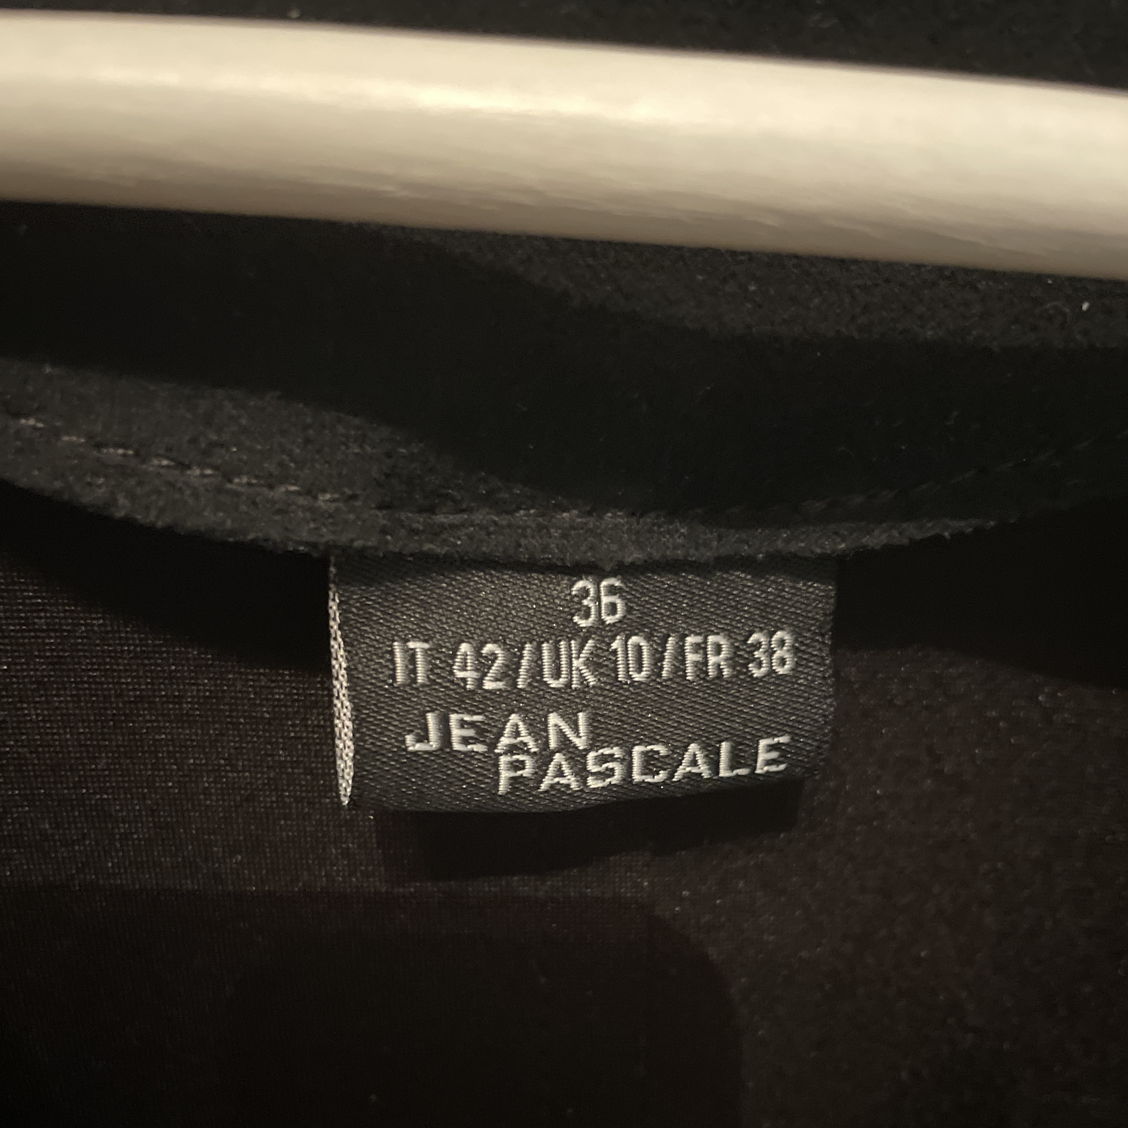 36
IT 42/UK 10/FR 38
JEAN
PASCALE